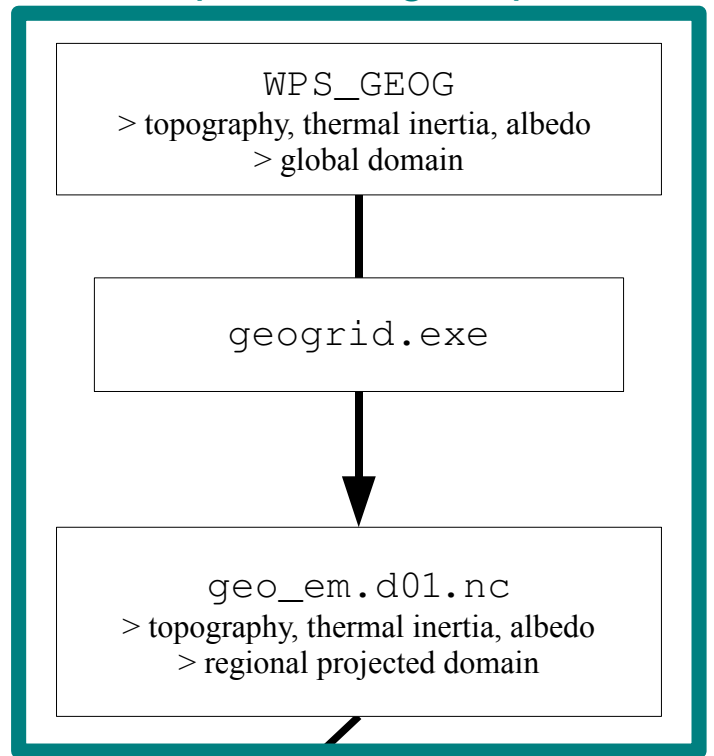 WPS_GEOG
> topography, thermal inertia, albedo
> global domain
geogrid.exe
geo_em.d01.nc
> topography, thermal inertia, albedo
> regional projected domain